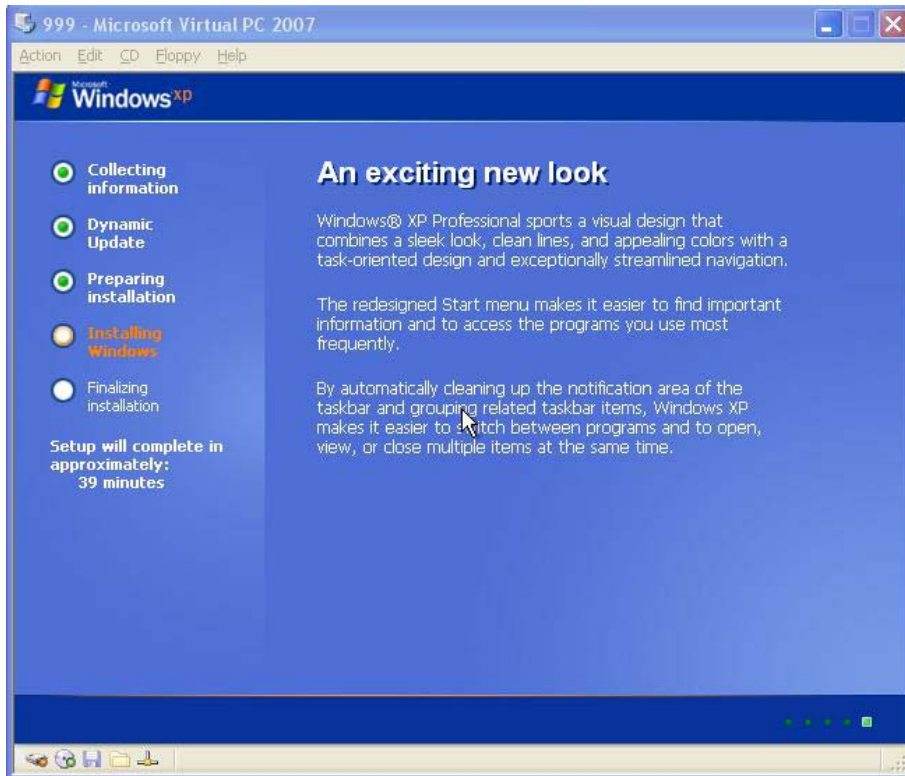 999 - Microsoft Virtual PC 2007
Action Edit CD Floppy Help
Microsoft
Windows xp
Collecting
information
Dynamic
Update
Preparing
installation
Installing
Windows
Finalizing
installation
Setup will complete in
approximately:
39 minutes
An exciting new look
Windows® XP Professional sports a visual design that
combines a sleek look, clean lines, and appealing colors with a
task-oriented design and exceptionally streamlined navigation.
The redesigned Start menu makes it easier to find important
information and to access the programs you use most
frequently.
By automatically cleaning up the notification area of the
taskbar and grouping related taskbar items, Windows XP
makes it easier to switch between programs and to open,
view, or close multiple items at the same time.